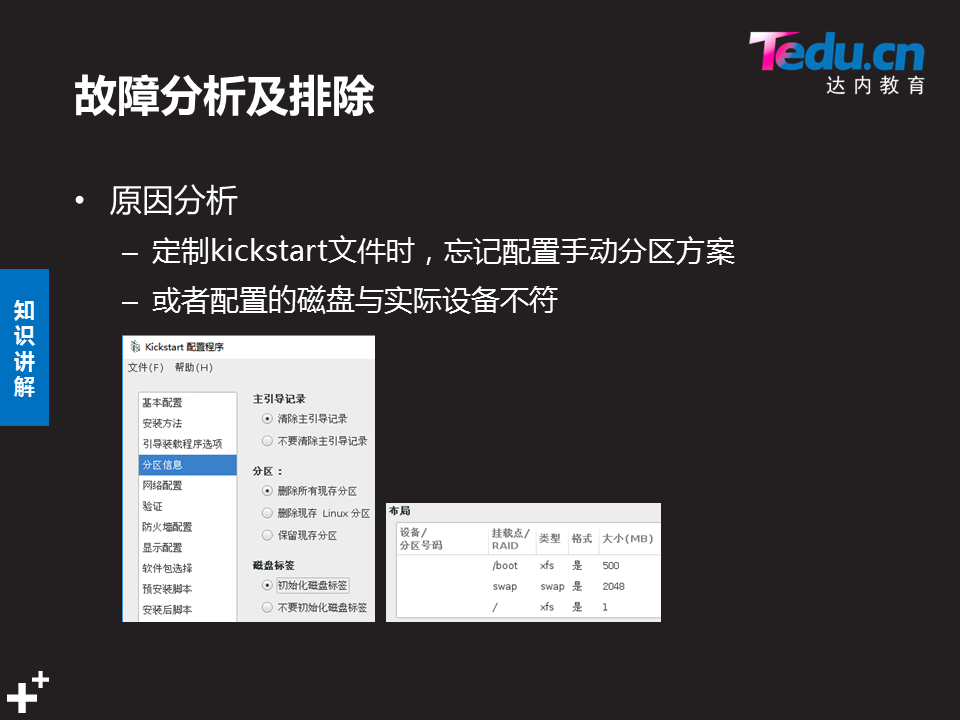 Tedu.cn
达内教育
故障分析及排除
• 原因分析
– 定制kickstart文件时，忘记配置手动分区方案
– 或者配置的磁盘与实际设备不符
知识讲解
Kickstart 配置程序
文件(F) 帮助(H)
基本配置
安装方法
引导装载程序选项
分区信息
网络配置
验证
防火墙配置
显示配置
软件包选择
预安装脚本
安装后脚本
主引导记录
清除主引导记录
不要清除主引导记录
分区：
删除所有现存分区
删除现存 Linux 分区
保留现存分区
磁盘标签
初始化磁盘标签
不要初始化磁盘标签
布局
设备/ 挂载点/ 类型 格式 大小(MB)
分区号码 RAID
/boot xfs 是 500
swap swap 是 2048
/ xfs 是 1